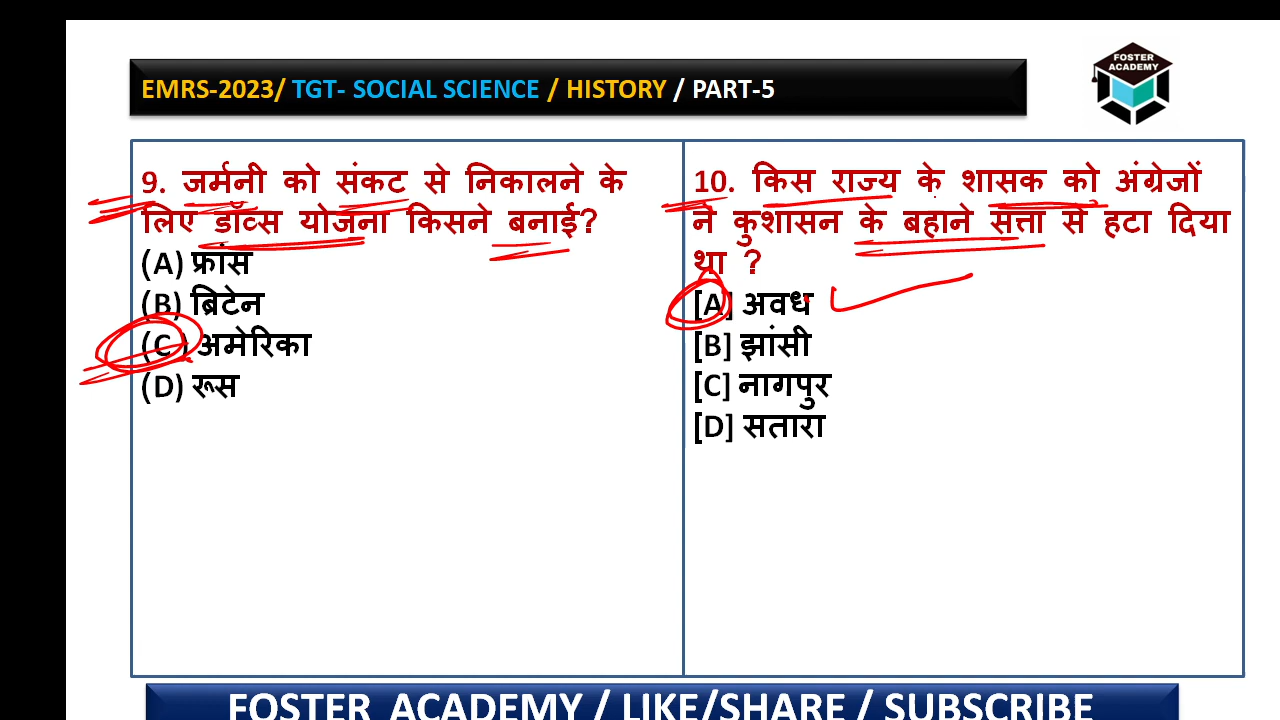 FOSTER
ACADEMY
EMRS-2023/ TGT- SOCIAL SCIENCE / HISTORY / PART-5
9. जर्मनी को संकट से निकालने के
लिए डॉव्स योजना किसने बनाई?
(A) फ्रांस
(B) ब्रिटेन
(C) अमेरिका
(D) रूस
10. किस राज्य के शासक को अंग्रेजों
ने कुशासन के बहाने सत्ता से हटा दिया
था ?
[A] अवध
[B] झांसी
[C] नागपुर
[D] सतारा
FOSTER ACADEMY / LIKE/SHARE / SUBSCRIBE